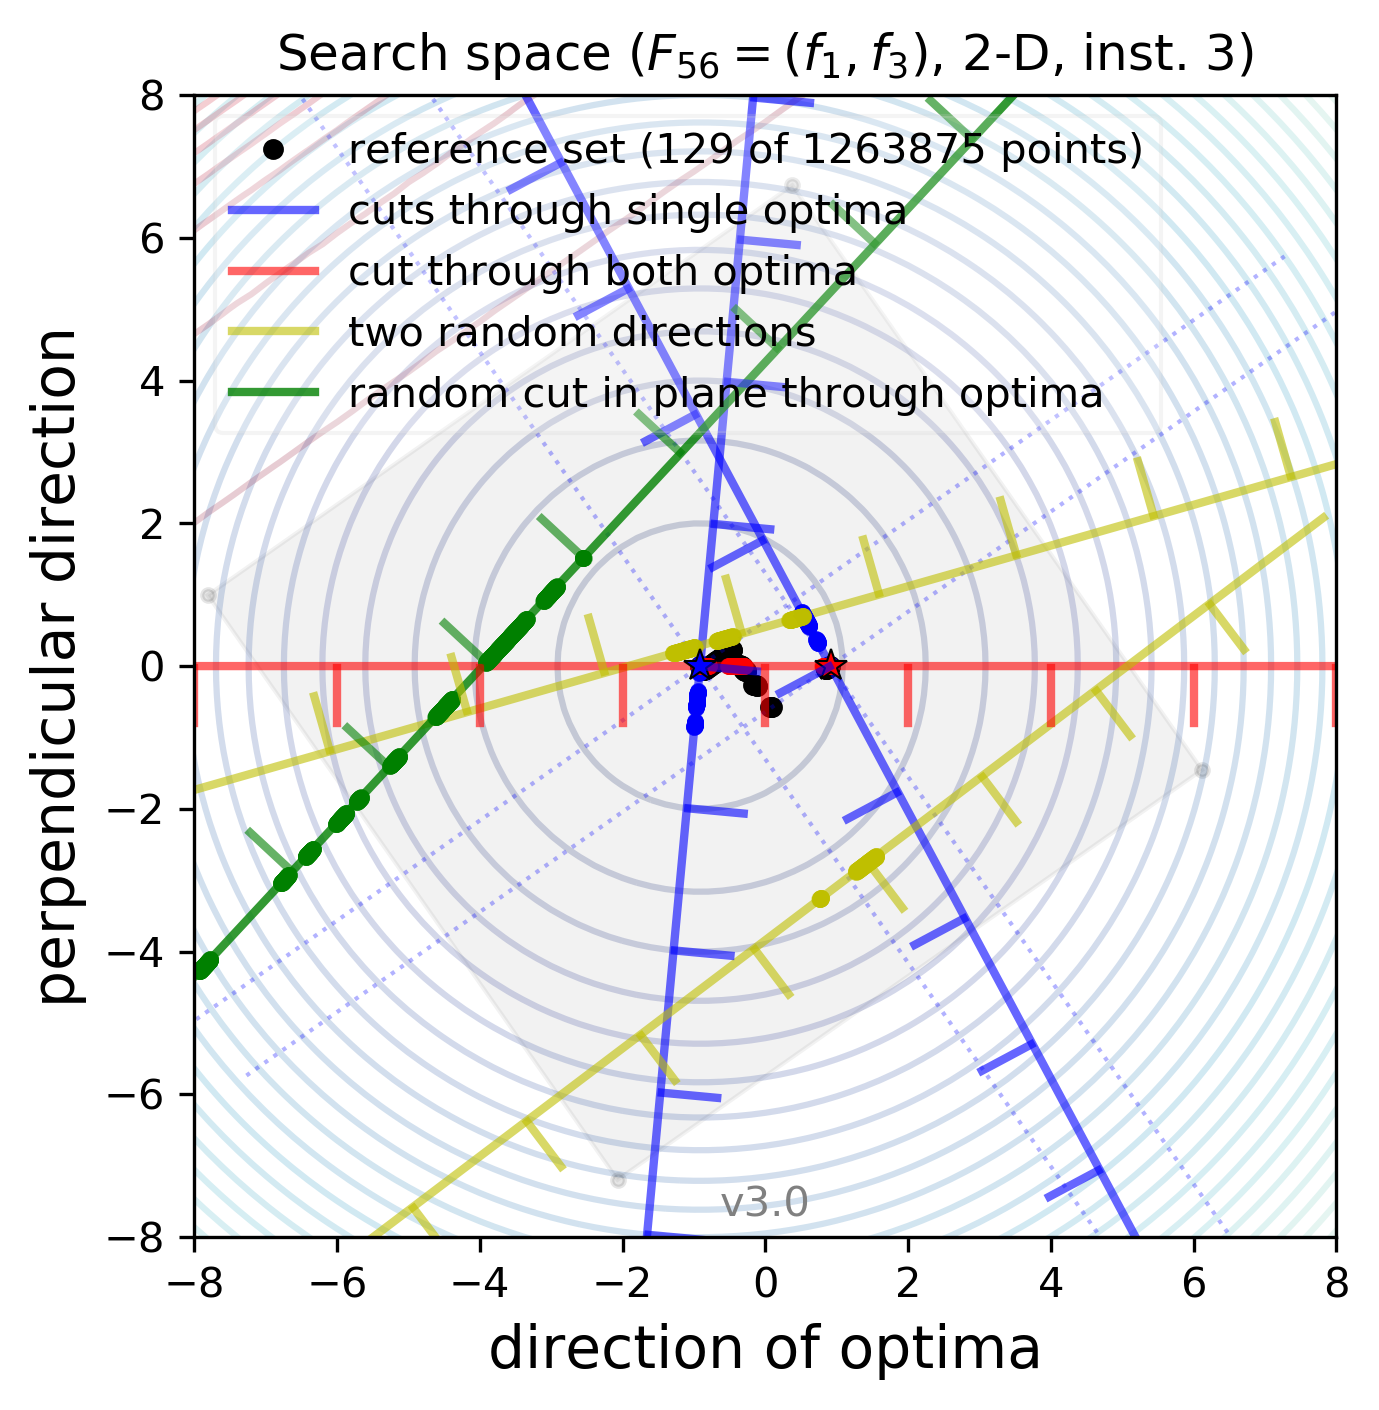 Search space (F56 = (f1, f3), 2-D, inst. 3)
reference set (129 of 1263875 points)
cuts through single optima
cut through both optima
two random directions
random cut in plane through optima
perpendicular direction
8
6
4
2
0
−2
−4
−6
−8
v3.0
−8 −6 −4 −2 0 2 4 6 8
direction of optima